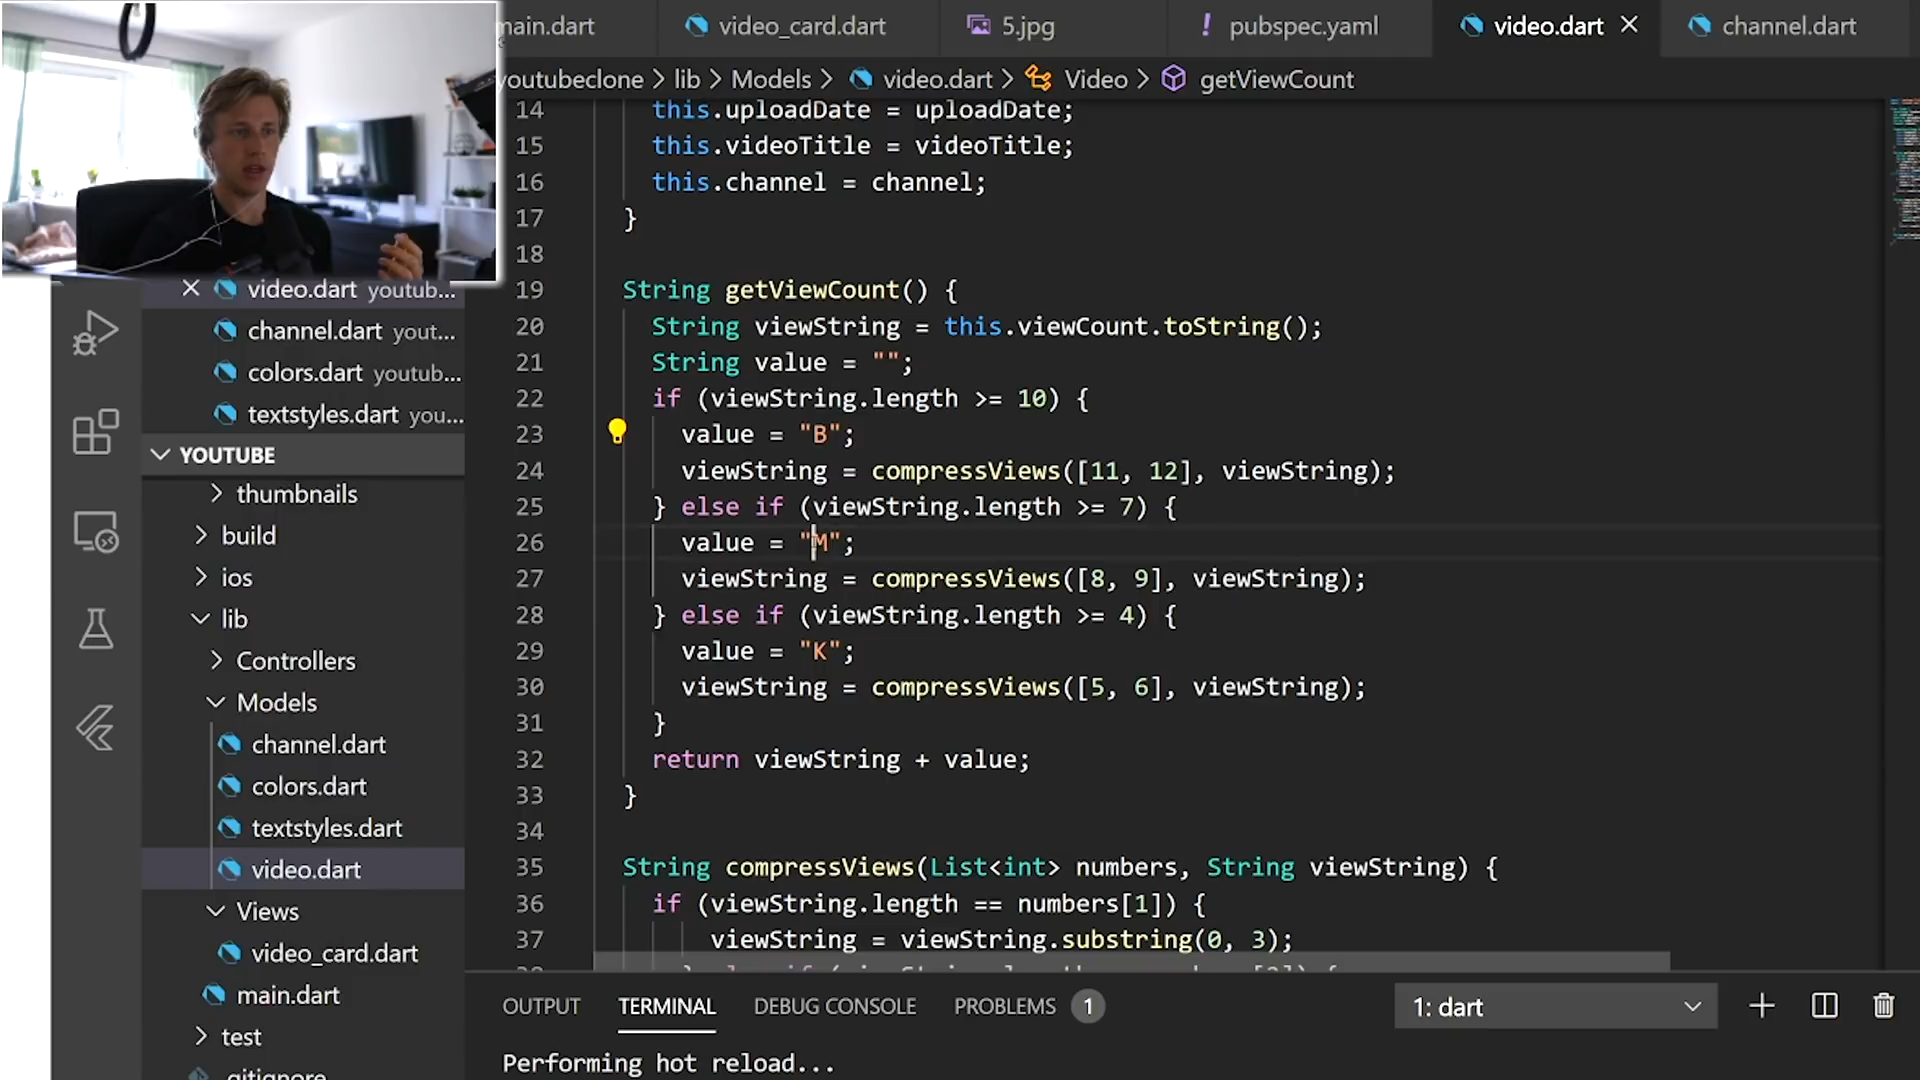 main.dart
video_card.dart
5.jpg
! pubspec.yaml
video.dart
channel.dart
youtubeclone > lib > Models > video.dart > Video > getViewCount
14 this.uploadDate = uploadDate;
15 this.videoTitle = videoTitle;
16 this.channel = channel;
17 }
18
19 String getViewCount() {
20 String viewString = this.viewCount.toString();
21 String value = "";
22 if (viewString.length >= 10) {
23 value = "B";
24 viewString = compressViews([11, 12], viewString);
25 } else if (viewString.length >= 7) {
26 value = "M";
27 viewString = compressViews([8, 9], viewString);
28 } else if (viewString.length >= 4) {
29 value = "K";
30 viewString = compressViews([5, 6], viewString);
31 }
32 return viewString + value;
33 }
34
35 String compressViews(List<int> numbers, String viewString) {
36 if (viewString.length == numbers[1]) {
37 viewString = viewString.substring(0, 3);
video.dart youtub...
channel.dart yout...
colors.dart youtub...
textstyles.dart you...
YOUTUBE
thumbnails
build
ios
lib
Controllers
Models
channel.dart
colors.dart
textstyles.dart
video.dart
Views
video_card.dart
main.dart
test
.gitignore
OUTPUT
TERMINAL
DEBUG CONSOLE
PROBLEMS 1
1: dart
Performing hot reload...